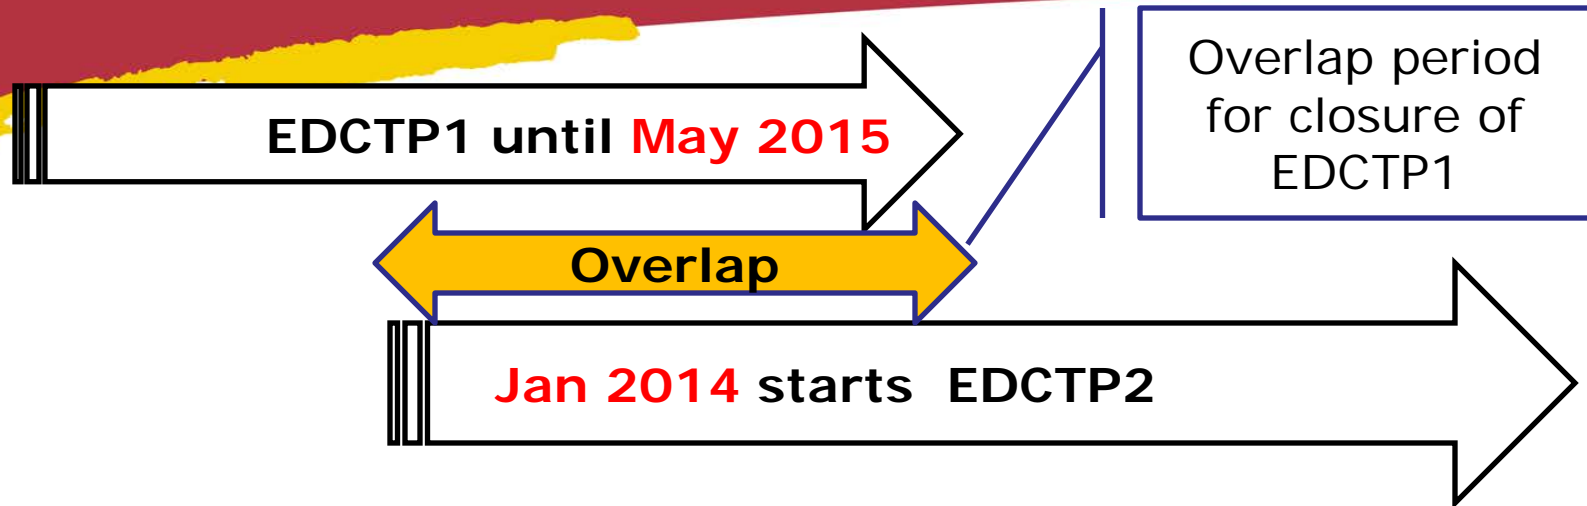 EDCTP1 until May 2015
Overlap period
for closure of
EDCTP1
Overlap
Jan 2014 starts EDCTP2